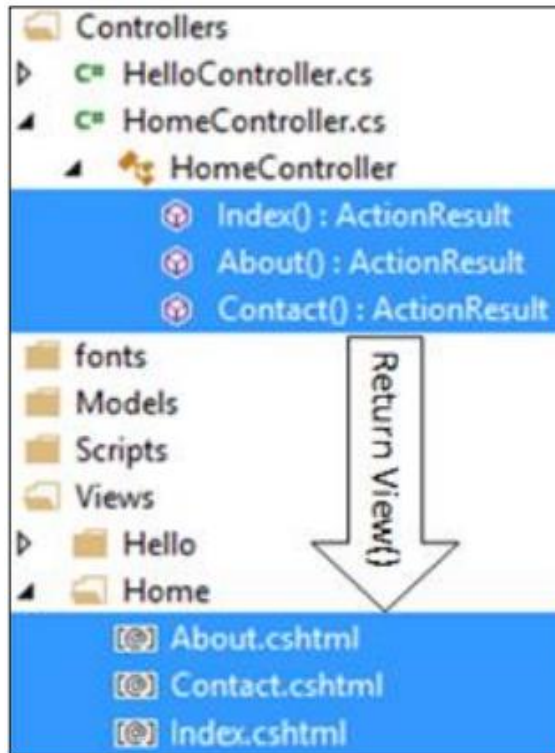 Controllers
C# HelloController.cs
C# HomeController.cs
HomeController
Index() : ActionResult
About() : ActionResult
Contact() : ActionResult
fonts
Models
Scripts
Views
Hello
Home
Return View()
[@] About.cshtml
[@] Contact.cshtml
[@] Index.cshtml